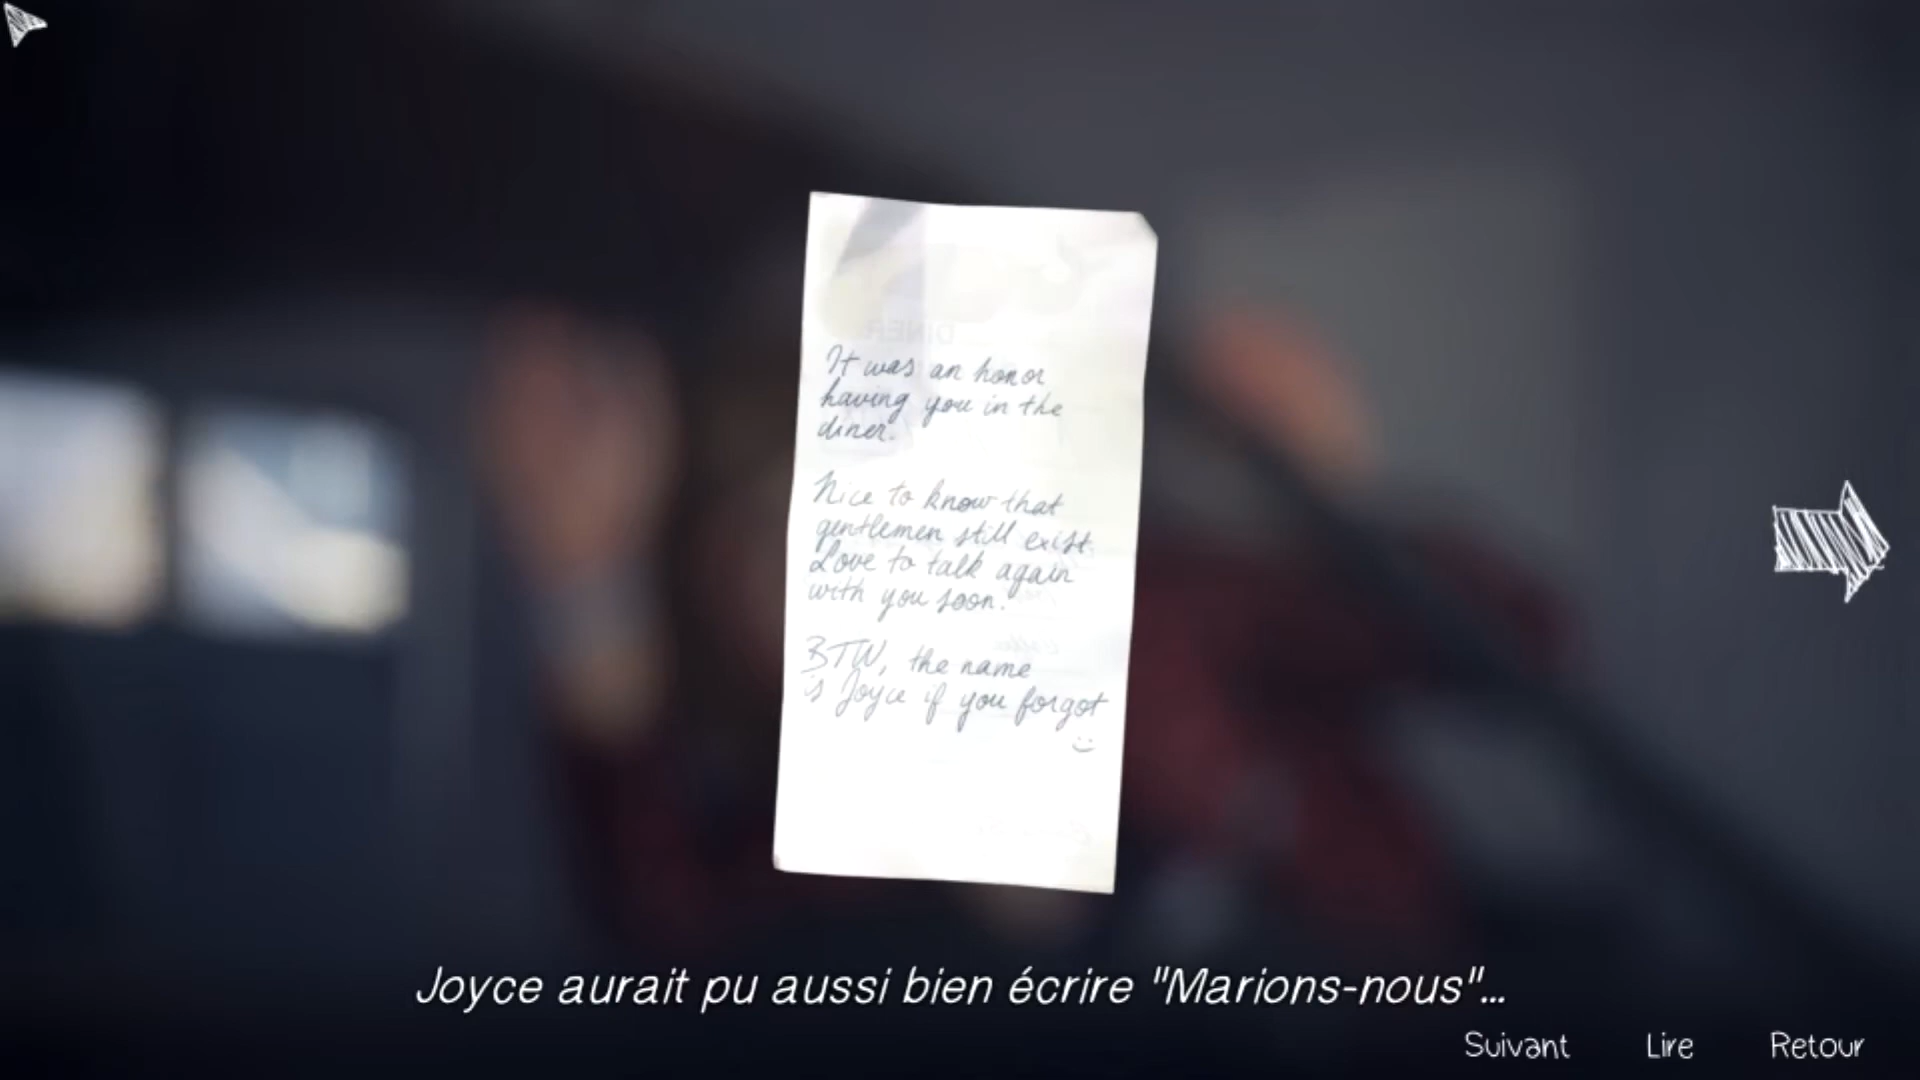 DINER
It was an honor
having you in the
diner.
Nice to know that
gentlemen still exist.
Love to talk again
with you soon.
BTW, the name
is Joyce if you forgot
:)
Joyce aurait pu aussi bien écrire "Marions-nous"...
Suivant Lire Retour